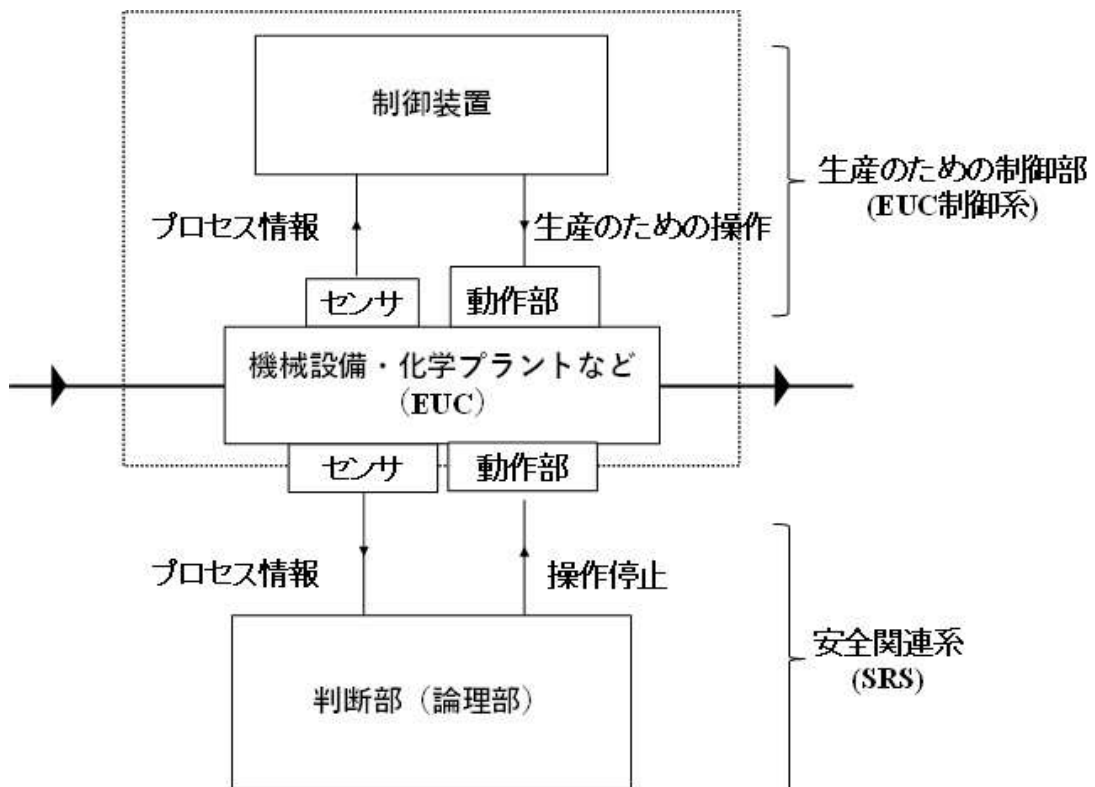 制御装置
生産のための制御部
(EUC制御系)
プロセス情報
生産のための操作
センサ
動作部
機械設備・化学プラントなど
（EUC）
センサ
動作部
プロセス情報
操作停止
安全関連系
(SRS)
判断部（論理部）